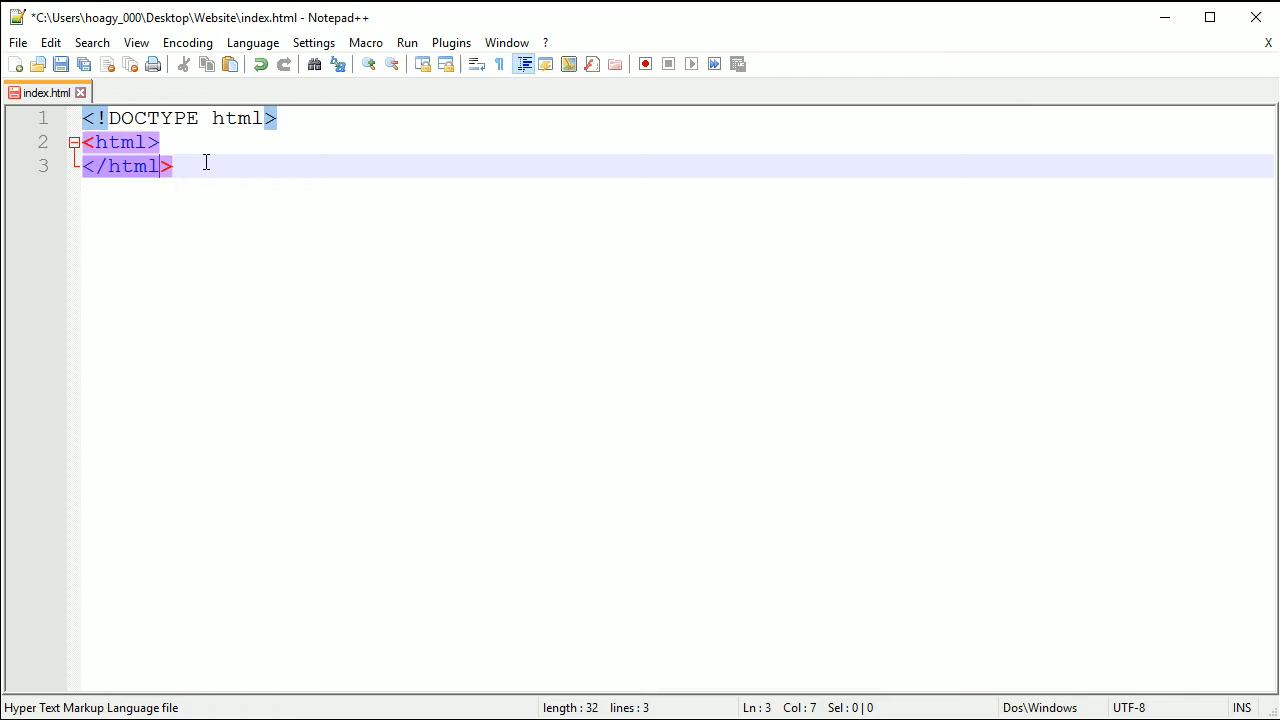 *C:\Users\hoagy_000\Desktop\Website\index.html - Notepad++
File Edit Search View Encoding Language Settings Macro Run Plugins Window ? X
index.html
1 <!DOCTYPE html>
2 <html>
3 </html>
Hyper Text Markup Language file length : 32 lines : 3 Ln : 3 Col : 7 Sel : 0 | 0 Dos\Windows UTF-8 INS